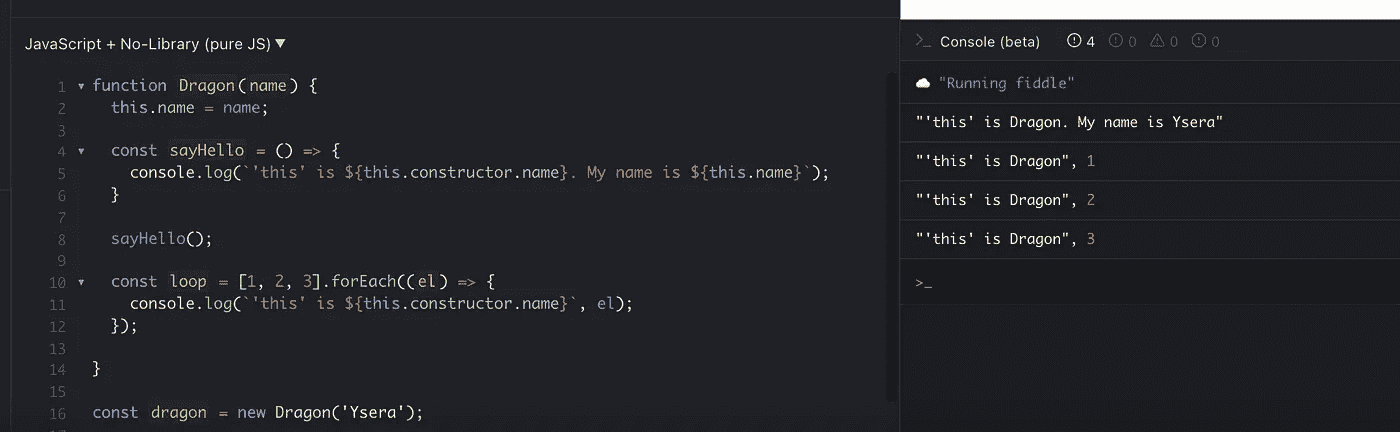 JavaScript + No-Library (pure JS) ▼
1 ▼ function Dragon(name) {
2 this.name = name;
3
4 ▼ const sayHello = () => {
5 console.log(`'this' is ${this.constructor.name}. My name is ${this.name}`);
6 }
7
8 sayHello();
9
10 ▼ const loop = [1, 2, 3].forEach((el) => {
11 console.log(`'this' is ${this.constructor.name}`, el);
12 });
13
14 }
15
16 const dragon = new Dragon('Ysera');
>_ Console (beta) 4 0 0 0
"Running fiddle"
"'this' is Dragon. My name is Ysera"
"'this' is Dragon", 1
"'this' is Dragon", 2
"'this' is Dragon", 3
>_